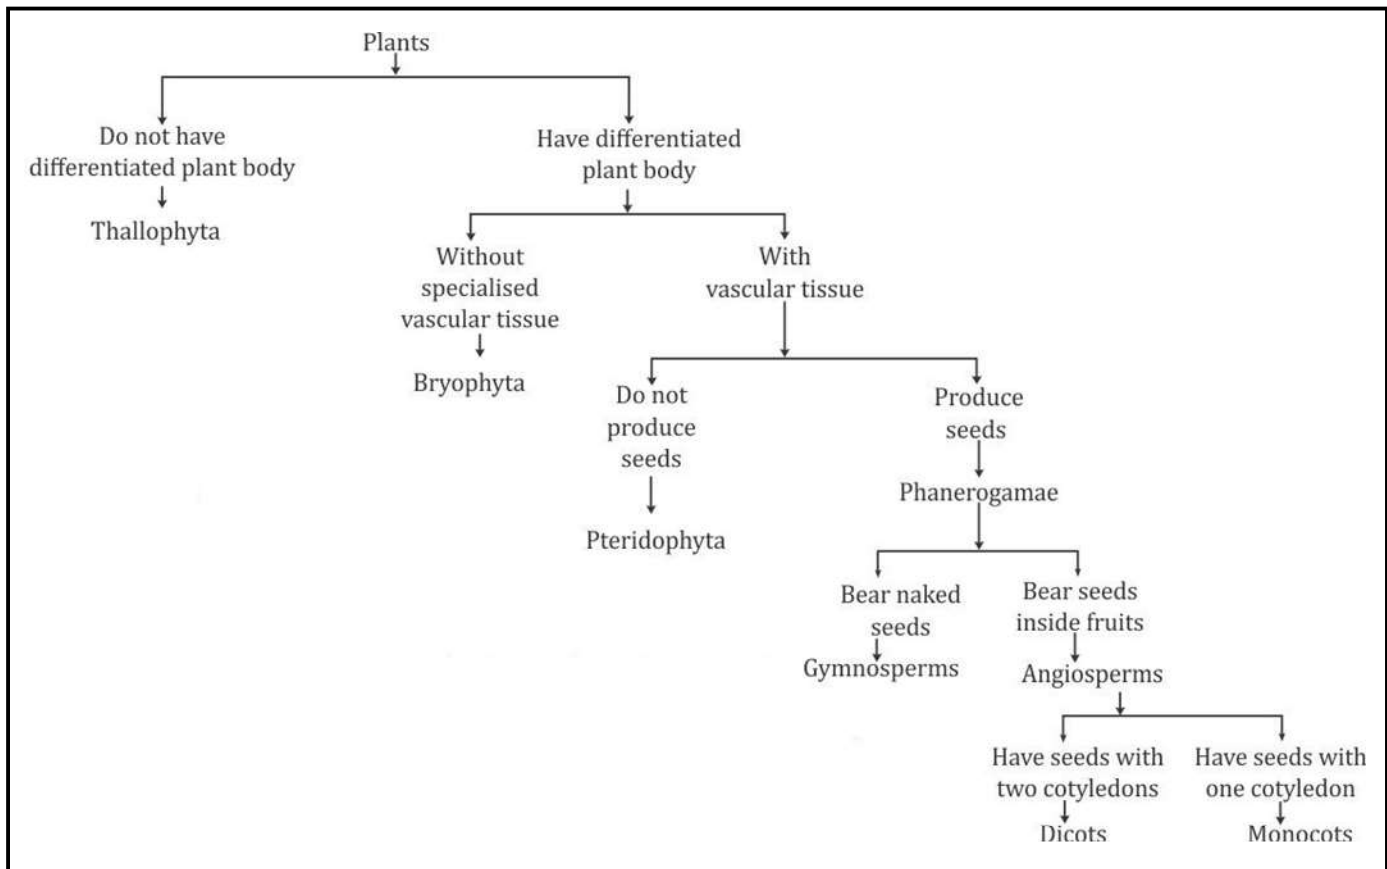 Plants
Do not have
differentiated plant body
Thallophyta
Have differentiated
plant body
Without
specialised
vascular tissue
Bryophyta
With
vascular tissue
Do not
produce
seeds
Pteridophyta
Produce
seeds
Phanerogamae
Bear naked
seeds
Gymnosperms
Bear seeds
inside fruits
Angiosperms
Have seeds with
two cotyledons
Dicots
Have seeds with
one cotyledon
Monocots